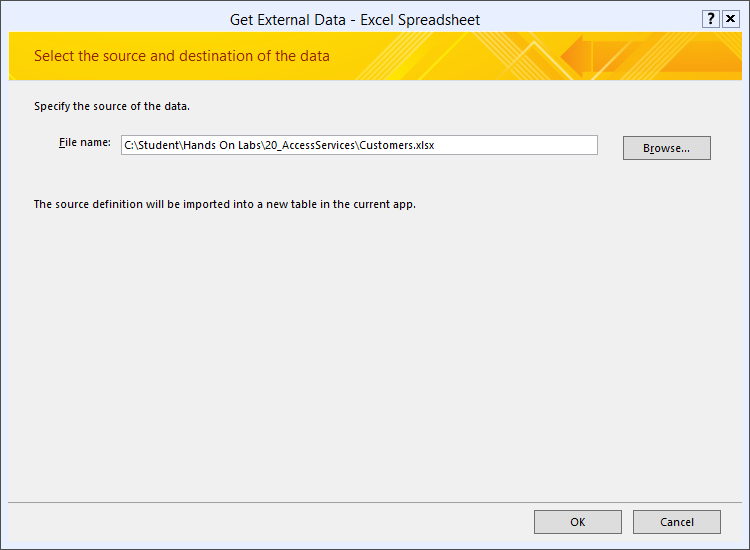 Get External Data - Excel Spreadsheet
?
Select the source and destination of the data
Specify the source of the data.
File name: C:\Student\Hands On Labs\20_AccessServices\Customers.xlsx Browse...
The source definition will be imported into a new table in the current app.
OK Cancel